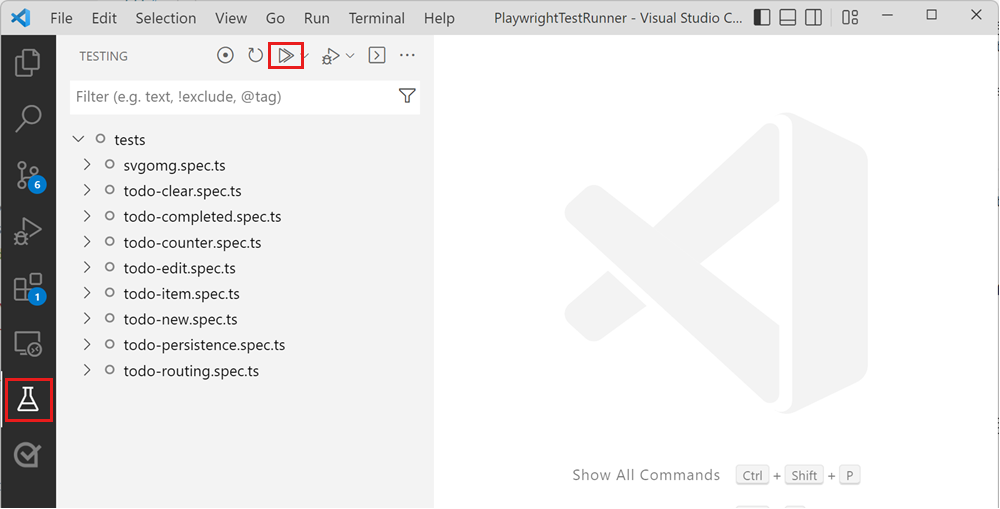 File Edit Selection View Go Run Terminal Help PlaywrightTestRunner - Visual Studio C...
TESTING
Filter (e.g. text, !exclude, @tag)
tests
svgomg.spec.ts
todo-clear.spec.ts
6
todo-completed.spec.ts
todo-counter.spec.ts
todo-edit.spec.ts
todo-item.spec.ts
1
todo-new.spec.ts
todo-persistence.spec.ts
todo-routing.spec.ts
Show All Commands Ctrl + Shift + P